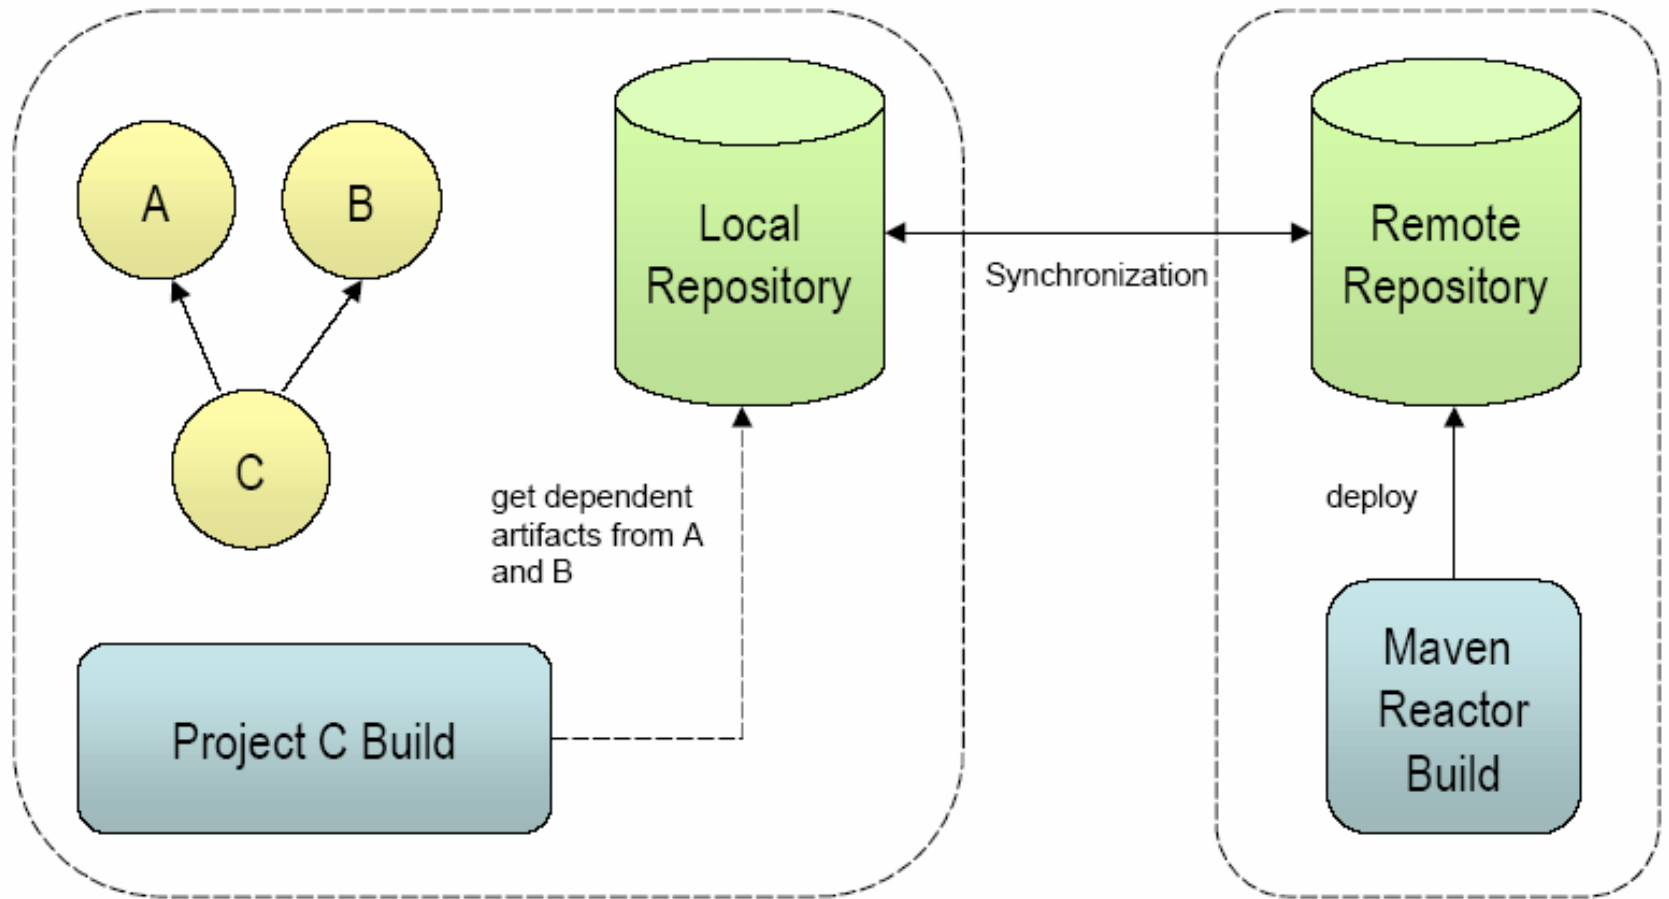 A
B
C
Local
Repository
Synchronization
Remote
Repository
get dependent
artifacts from A
and B
deploy
Project C Build
Maven
Reactor
Build